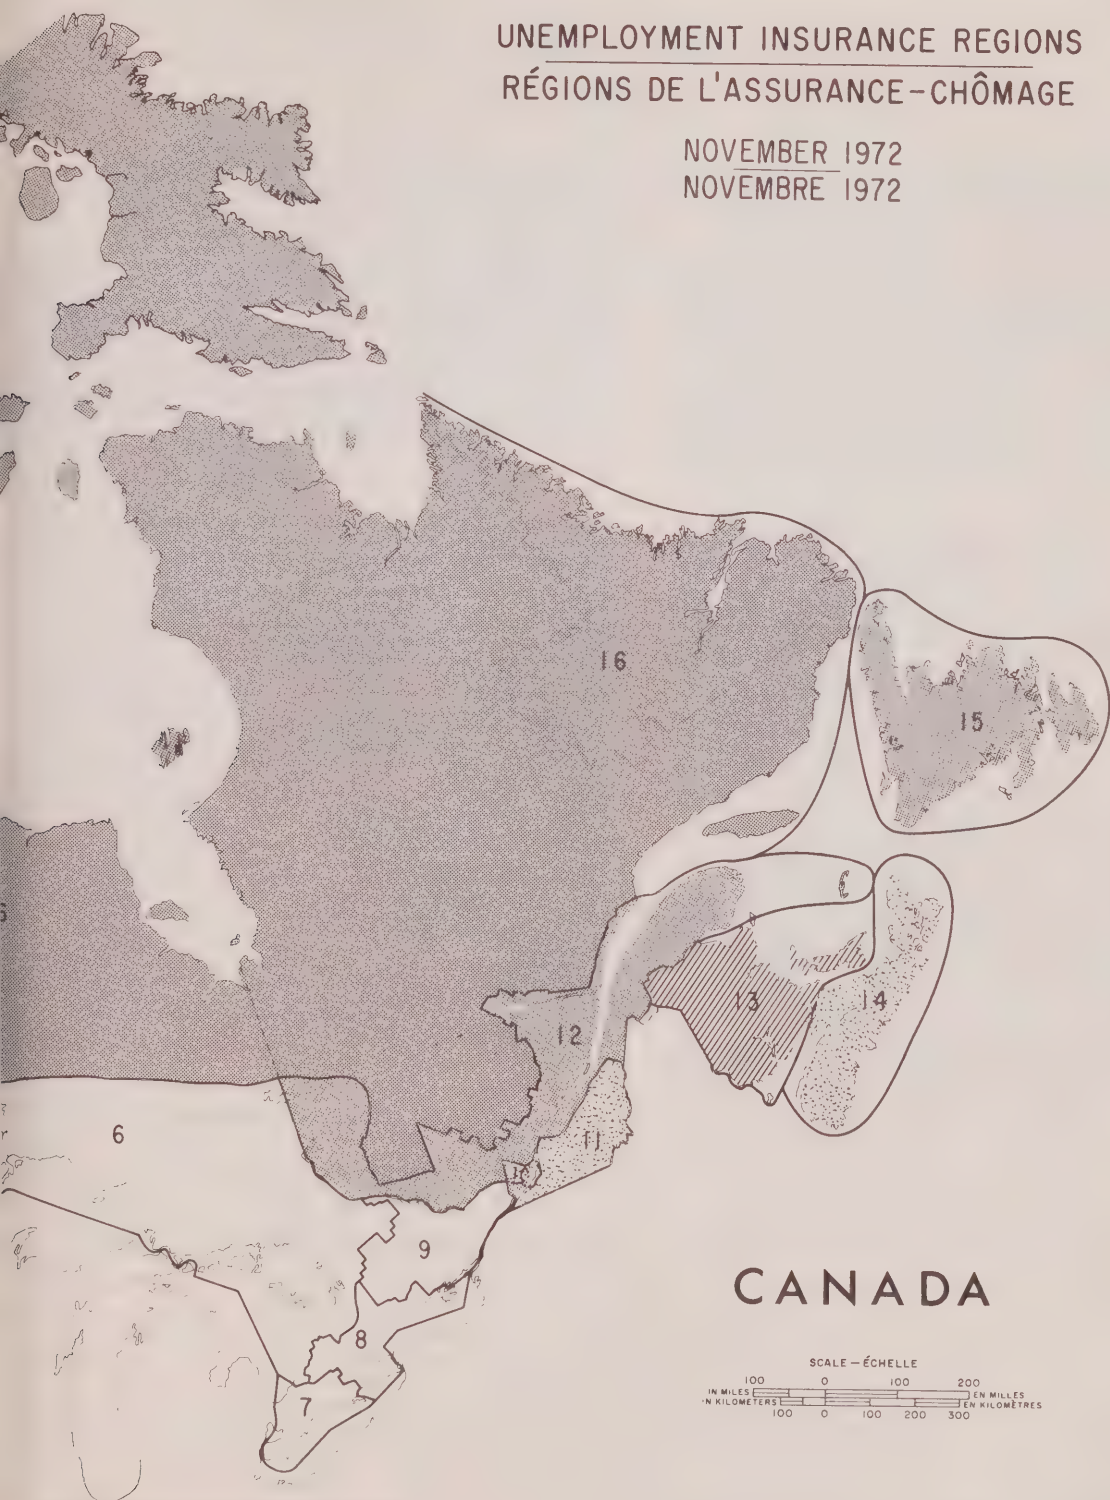 UNEMPLOYMENT INSURANCE REGIONS
RÉGIONS DE L'ASSURANCE-CHÔMAGE
NOVEMBER 1972
NOVEMBRE 1972
16
15
13
14
12
11
6
9
8
7
CANADA
SCALE — ÉCHELLE
100 0 100 200
IN MILES EN MILLES
N KILOMETERS EN KILOMÈTRES
100 0 100 200 300